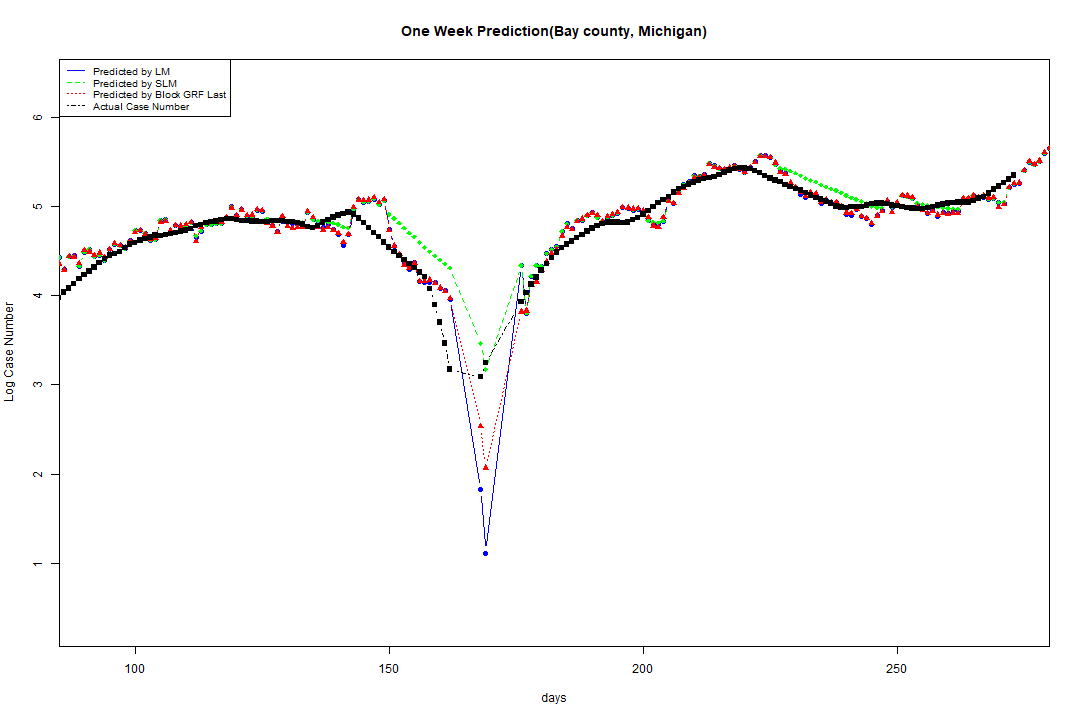 One Week Prediction(Bay county, Michigan)
Predicted by LM
Predicted by SLM
Predicted by Block GRF Last
Actual Case Number
6
5
4
3
2
1
Log Case Number
100 150 200 250
days